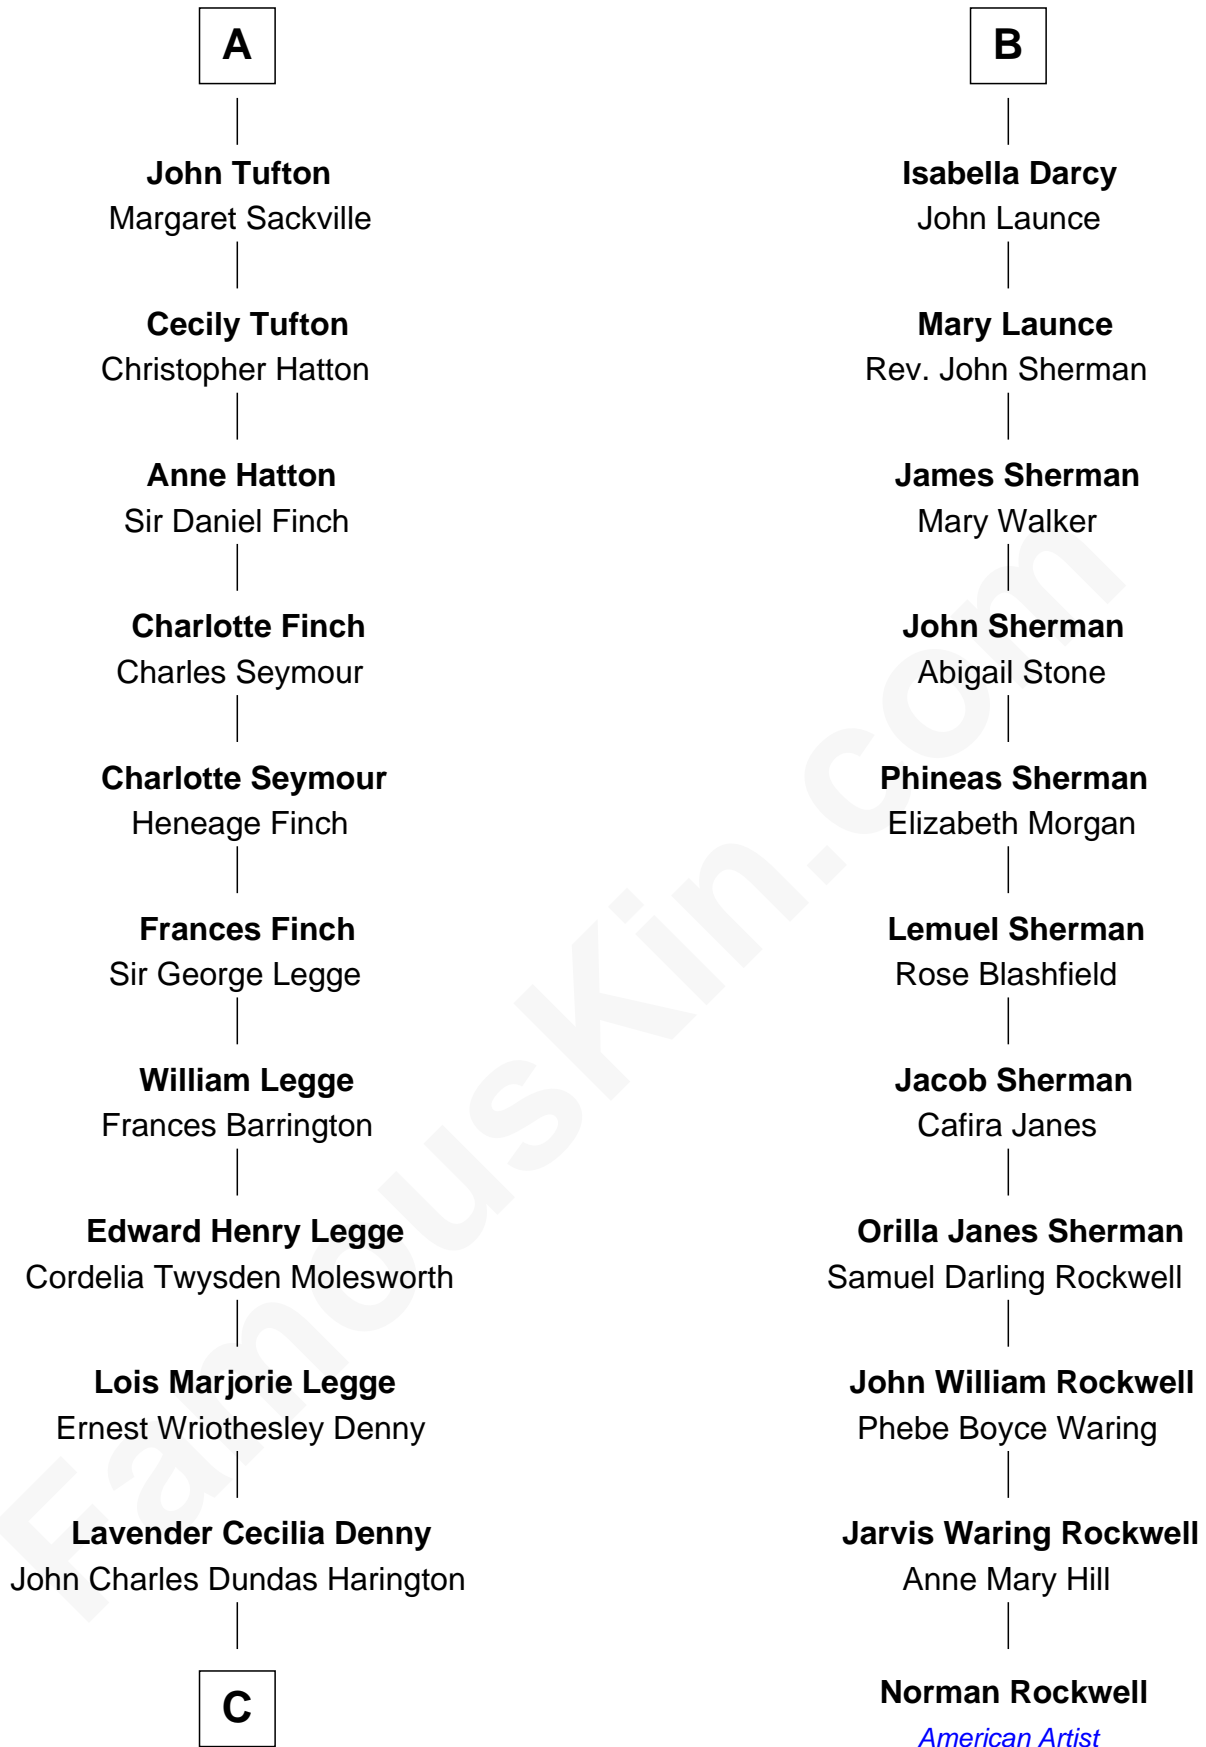 A
John Tufton
Margaret Sackville
Cecily Tufton
Christopher Hatton
Anne Hatton
Sir Daniel Finch
Charlotte Finch
Charles Seymour
Charlotte Seymour
Heneage Finch
Frances Finch
Sir George Legge
William Legge
Frances Barrington
Edward Henry Legge
Cordelia Twysden Molesworth
Lois Marjorie Legge
Ernest Wriothesley Denny
Lavender Cecilia Denny
John Charles Dundas Harington
C
B
Isabella Darcy
John Launce
Mary Launce
Rev. John Sherman
James Sherman
Mary Walker
John Sherman
Abigail Stone
Phineas Sherman
Elizabeth Morgan
Lemuel Sherman
Rose Blashfield
Jacob Sherman
Cafira Janes
Orilla Janes Sherman
Samuel Darling Rockwell
John William Rockwell
Phebe Boyce Waring
Jarvis Waring Rockwell
Anne Mary Hill
Norman Rockwell
American Artist
FamousKin.com